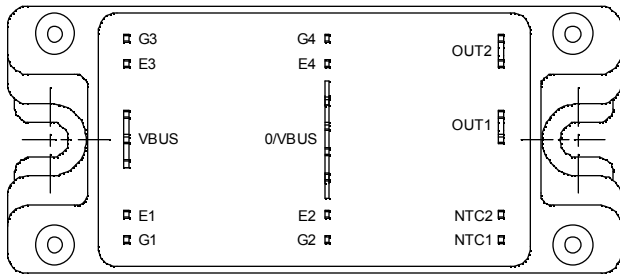 G3 G4
OUT2
E3 E4
OUT1
VBUS 0/VBUS
E1 E2 NTC2
G1 G2 NTC1